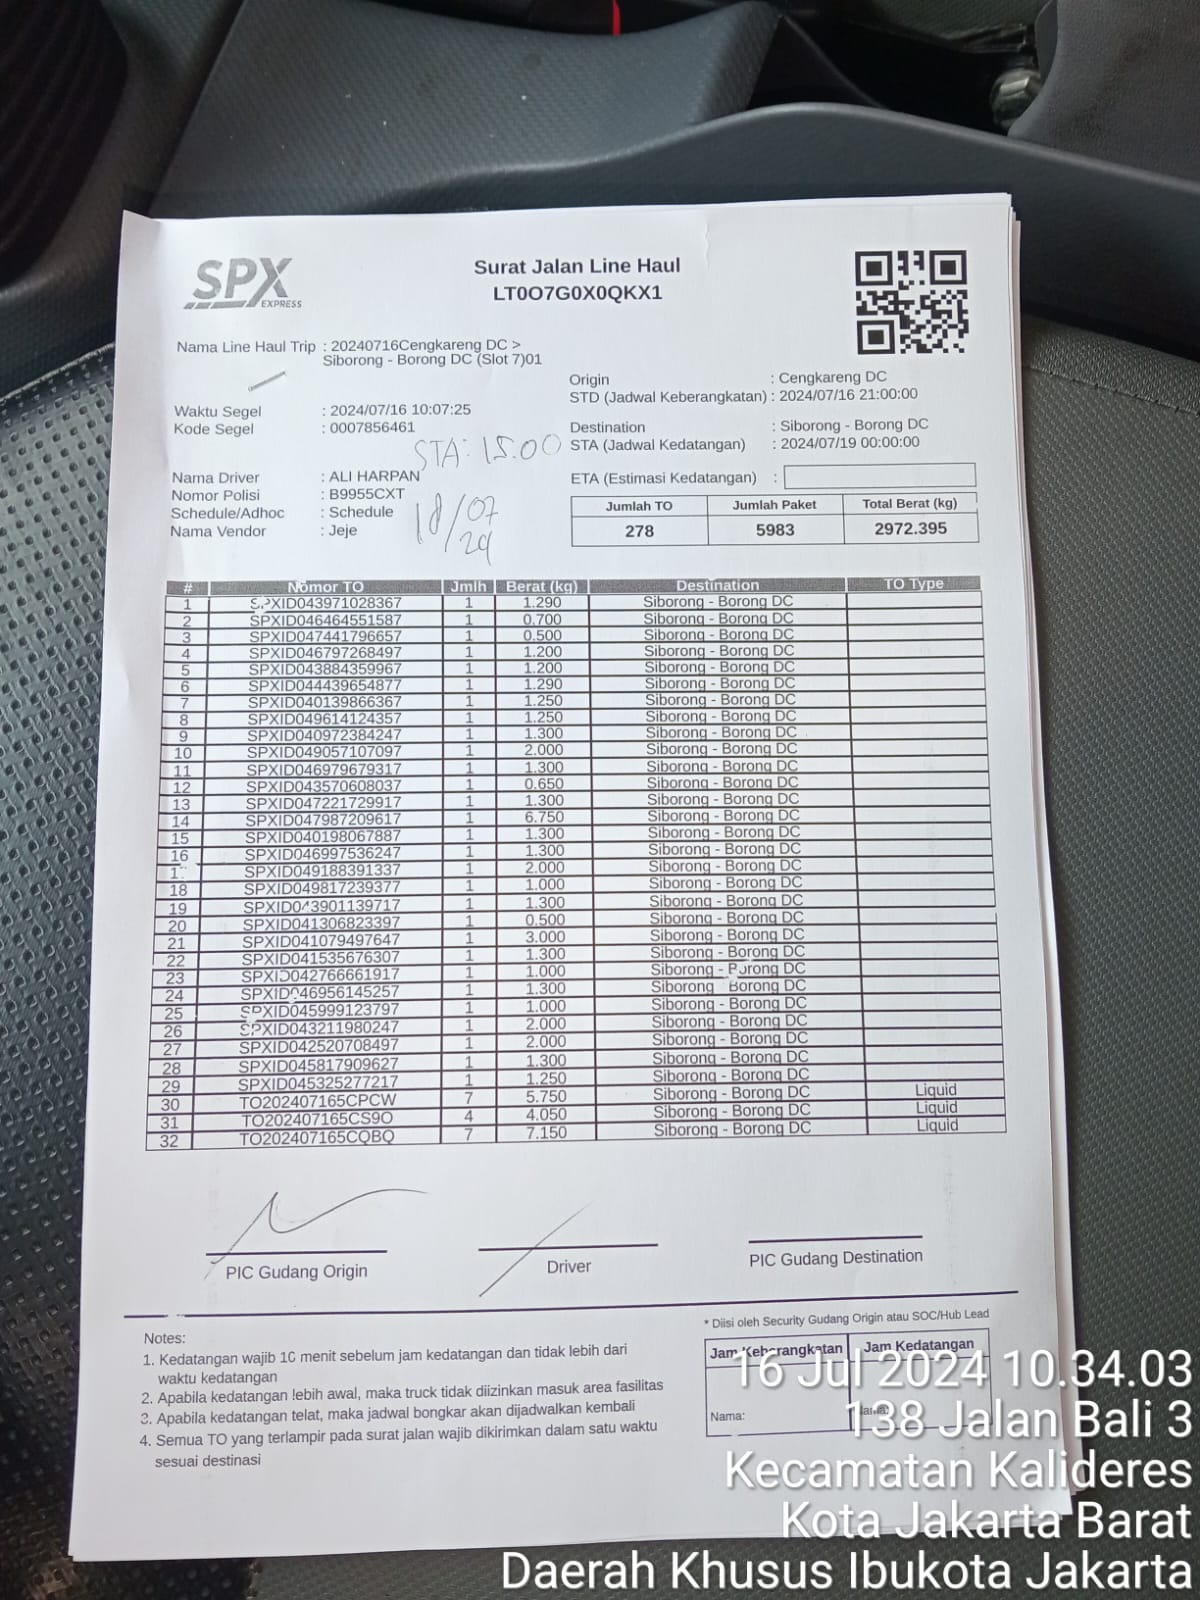 SPX
EXPRESS
Surat Jalan Line Haul
LT0O7G0X0QKX1
Nama Line Haul Trip : 20240716Cengkareng DC >
Siborong - Borong DC (Slot 7)01
Waktu Segel : 2024/07/16 10:07:25
Kode Segel : 0007856461
Origin : Cengkareng DC
STD (Jadwal Keberangkatan) : 2024/07/16 21:00:00
Destination : Siborong - Borong DC
STA (Jadwal Kedatangan) : 2024/07/19 00:00:00
STA: 15.00
18/07
24
Nama Driver : ALI HARPAN
Nomor Polisi : B9955CXT
Schedule/Adhoc : Schedule
Nama Vendor : Jeje
ETA (Estimasi Kedatangan) :
Jumlah TO Jumlah Paket Total Berat (kg)
278 5983 2972.395
# Nomor TO Jmlh Berat (kg) Destination TO Type
1 SPXID043971028367 1 1.290 Siborong - Borong DC
2 SPXID046464551587 1 0.700 Siborong - Borong DC
3 SPXID047441796657 1 0.500 Siborong - Borong DC
4 SPXID046797268497 1 1.200 Siborong - Borong DC
5 SPXID043884359967 1 1.200 Siborong - Borong DC
6 SPXID044439654877 1 1.290 Siborong - Borong DC
7 SPXID040139866367 1 1.250 Siborong - Borong DC
8 SPXID049614124357 1 1.250 Siborong - Borong DC
9 SPXID040972384247 1 1.300 Siborong - Borong DC
10 SPXID049057107097 1 2.000 Siborong - Borong DC
11 SPXID046979679317 1 1.300 Siborong - Borong DC
12 SPXID043570608037 1 0.650 Siborong - Borong DC
13 SPXID047221729917 1 1.300 Siborong - Borong DC
14 SPXID047987209617 1 6.750 Siborong - Borong DC
15 SPXID040198067887 1 1.300 Siborong - Borong DC
16 SPXID046997536247 1 1.300 Siborong - Borong DC
SPXID049188391337 1 2.000 Siborong - Borong DC
18 SPXID049817239377 1 1.000 Siborong - Borong DC
19 SPXID043901139717 1 1.300 Siborong - Borong DC
20 SPXID041306823397 1 0.500 Siborong - Borong DC
21 SPXID041079497647 1 3.000 Siborong - Borong DC
22 SPXID041535676307 1 1.300 Siborong - Borong DC
23 SPXID042766661917 1 1.000 Siborong - Borong DC
24 SPXID046956145257 1 1.300 Siborong Borong DC
25 SPXID045999123797 1 1.000 Siborong - Borong DC
26 SPXID043211980247 1 2.000 Siborong - Borong DC
27 SPXID042520708497 1 2.000 Siborong - Borong DC
28 SPXID045817909627 1 1.300 Siborong - Borong DC
29 SPXID045325277217 1 1.250 Siborong - Borong DC
30 TO202407165CPCW 7 5.750 Siborong - Borong DC Liquid
31 TO202407165CS9O 4 4.050 Siborong - Borong DC Liquid
32 TO202407165CQBQ 7 7.150 Siborong - Borong DC Liquid
PIC Gudang Origin
Driver
PIC Gudang Destination
* Diisi oleh Security Gudang Origin atau SOC/Hub Lead
Jam Keberangkatan Jam Kedatangan
Nama: Nama:
Notes:
1. Kedatangan wajib 10 menit sebelum jam kedatangan dan tidak lebih dari
waktu kedatangan
2. Apabila kedatangan lebih awal, maka truck tidak diizinkan masuk area fasilitas
3. Apabila kedatangan telat, maka jadwal bongkar akan dijadwalkan kembali
4. Semua TO yang terlampir pada surat jalan wajib dikirimkan dalam satu waktu
sesuai destinasi
16 Jul 2024 10.34.03
138 Jalan Bali 3
Kecamatan Kalideres
Kota Jakarta Barat
Daerah Khusus Ibukota Jakarta